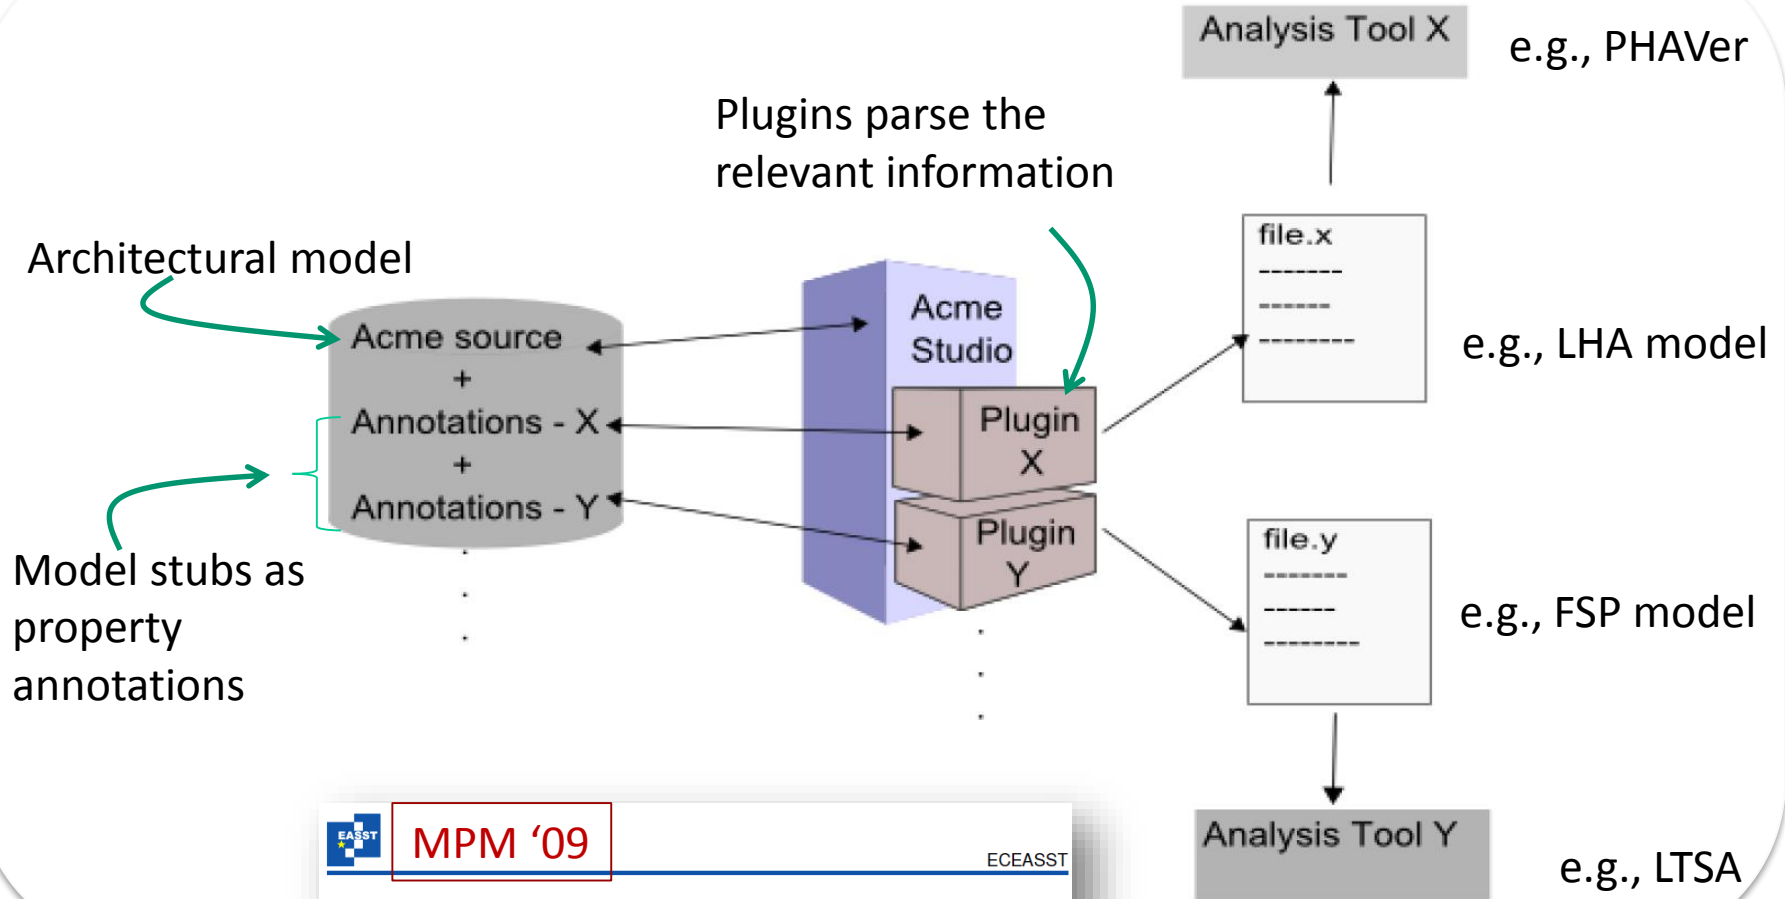 Analysis Tool X
e.g., PHAVer
Plugins parse the
relevant information
Architectural model
file.x
-------
------
--------
e.g., LHA model
Acme source
+
Annotations - X
+
Annotations - Y
Acme
Studio
Plugin
X
Plugin
Y
Model stubs as
property
annotations
file.y
-------
------
--------
e.g., FSP model
EASST
MPM ‘09
ECEASST
Analysis Tool Y
e.g., LTSA